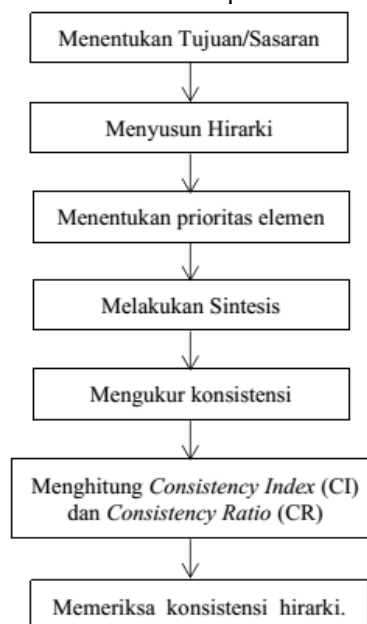 Menentukan Tujuan/Sasaran
Menyusun Hirarki
Menentukan prioritas elemen
Melakukan Sintesis
Mengukur konsistensi
Menghitung Consistency Index (CI)
dan Consistency Ratio (CR)
Memeriksa konsistensi hirarki.